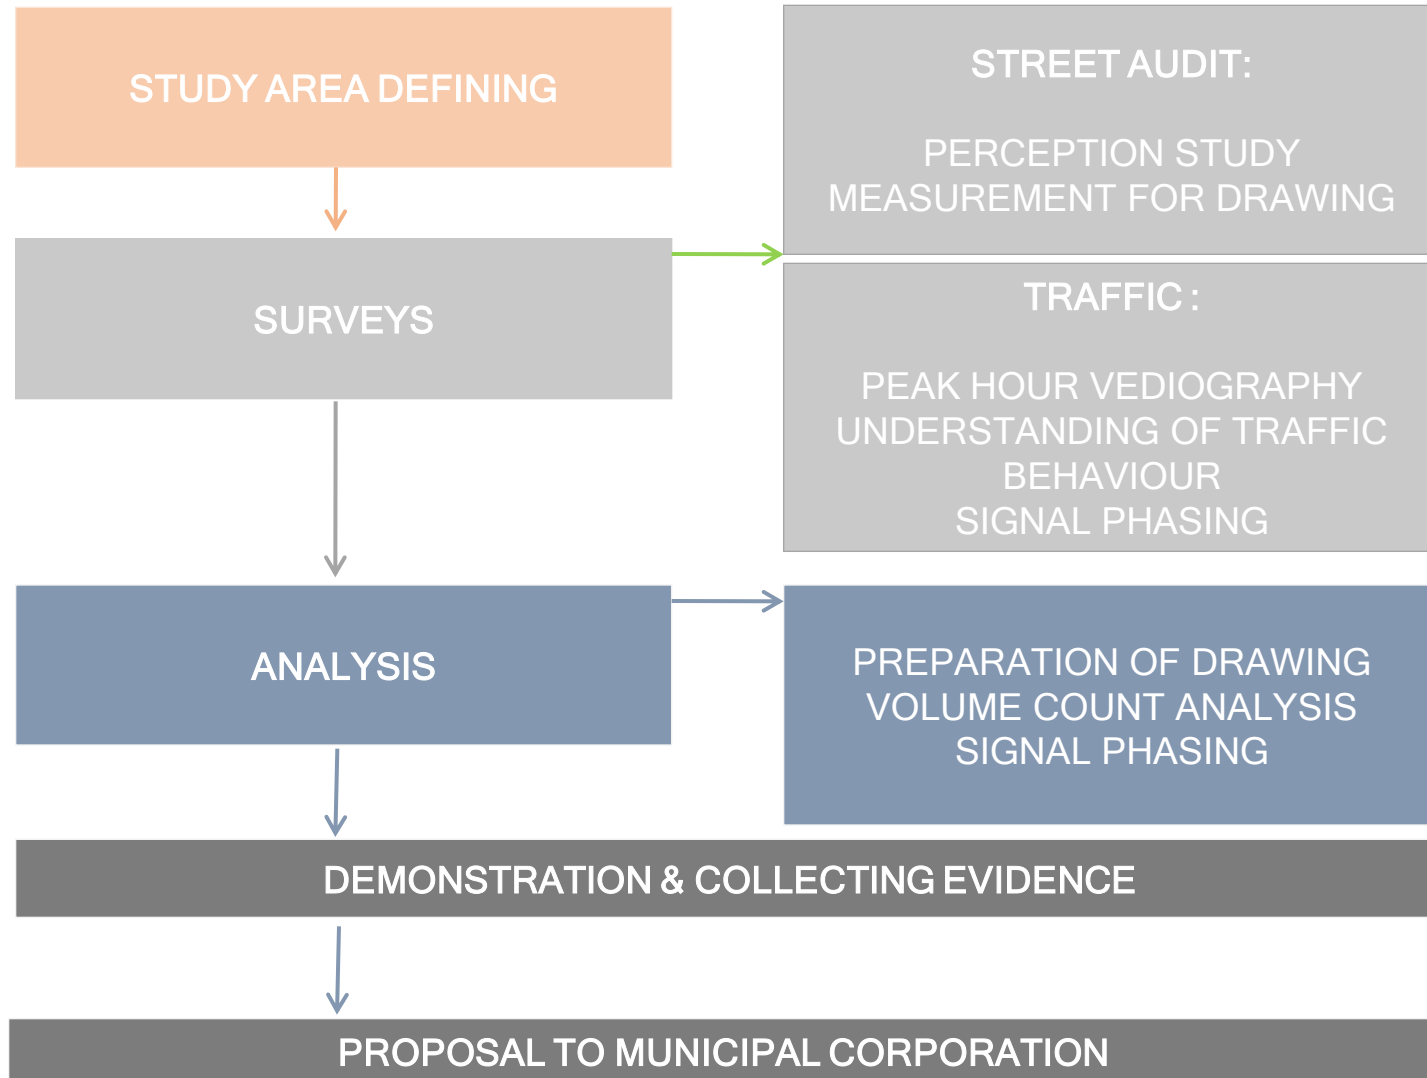 STUDY AREA DEFINING
STREET AUDIT:
PERCEPTION STUDY
MEASUREMENT FOR DRAWING
SURVEYS
TRAFFIC :
PEAK HOUR VEDIOGRAPHY
UNDERSTANDING OF TRAFFIC
BEHAVIOUR
SIGNAL PHASING
ANALYSIS
PREPARATION OF DRAWING
VOLUME COUNT ANALYSIS
SIGNAL PHASING
DEMONSTRATION & COLLECTING EVIDENCE
PROPOSAL TO MUNICIPAL CORPORATION